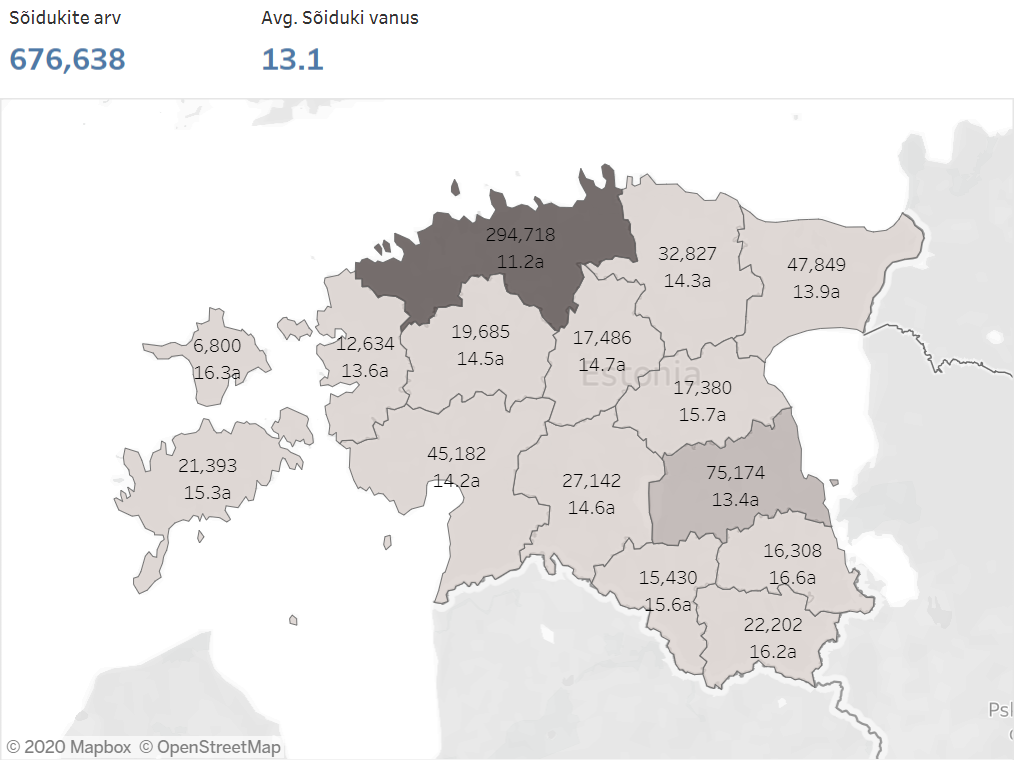 Sõidukite arv
Avg. Sõiduki vanus
676,638
13.1
294,718
11.2a
32,827
14.3a
47,849
13.9a
6,800
16.3a
12,634
13.6a
19,685
14.5a
17,486
14.7a
Estonia
17,380
15.7a
21,393
15.3a
45,182
14.2a
27,142
14.6a
75,174
13.4a
15,430
15.6a
16,308
16.6a
22,202
16.2a
© 2020 Mapbox © OpenStreetMap